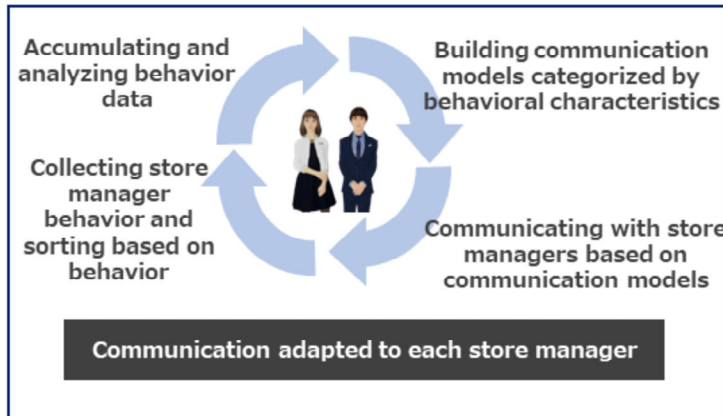 Accumulating and
analyzing behavior
data
Building communication
models categorized by
behavioral characteristics
Collecting store
manager
behavior and
sorting based on
behavior
Communicating with store
managers based on
communication models
Communication adapted to each store manager